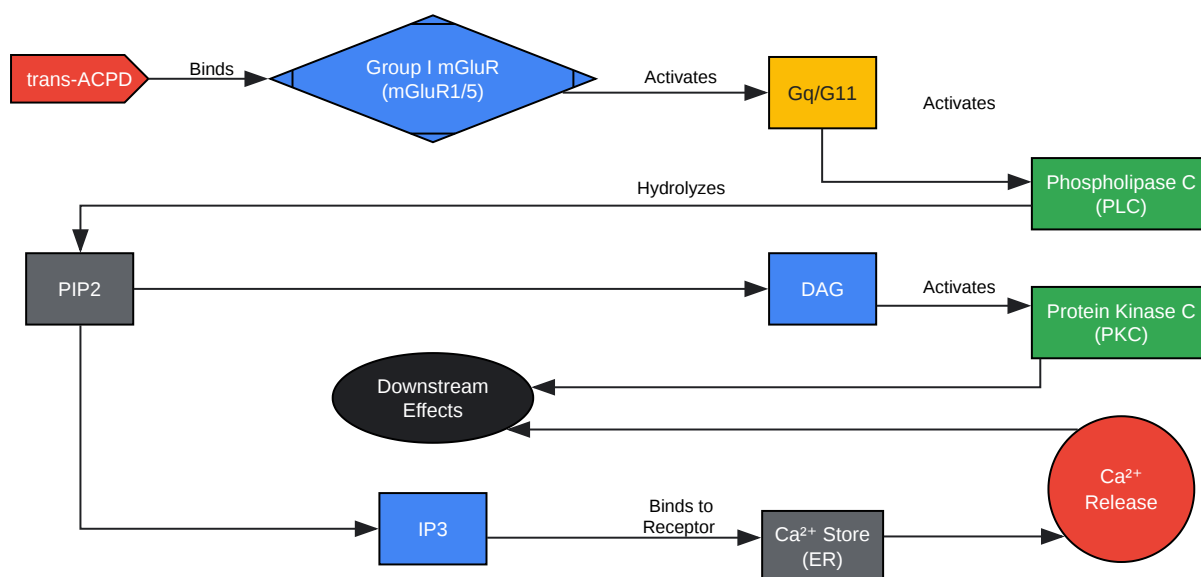 trans-ACPD
Binds
Group I mGluR
(mGluR1/5)
Activates
Gq/G11
Activates
Phospholipase C
(PLC)
Hydrolyzes
PIP2
DAG
Activates
Protein Kinase C
(PKC)
Downstream
Effects
Ca²⁺
Release
IP3
Binds to
Receptor
Ca²⁺ Store
(ER)